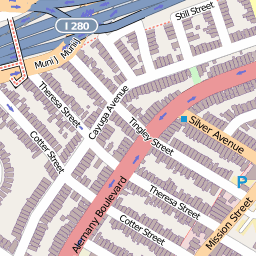 Still Street
I 280
Muni
Muni J
Theresa Street
Cayuga Avenue
Tingley Street
Silver Avenue
Cotter Street
Alemany Boulevard
Theresa Street
P
Mission Street
Cotter Street